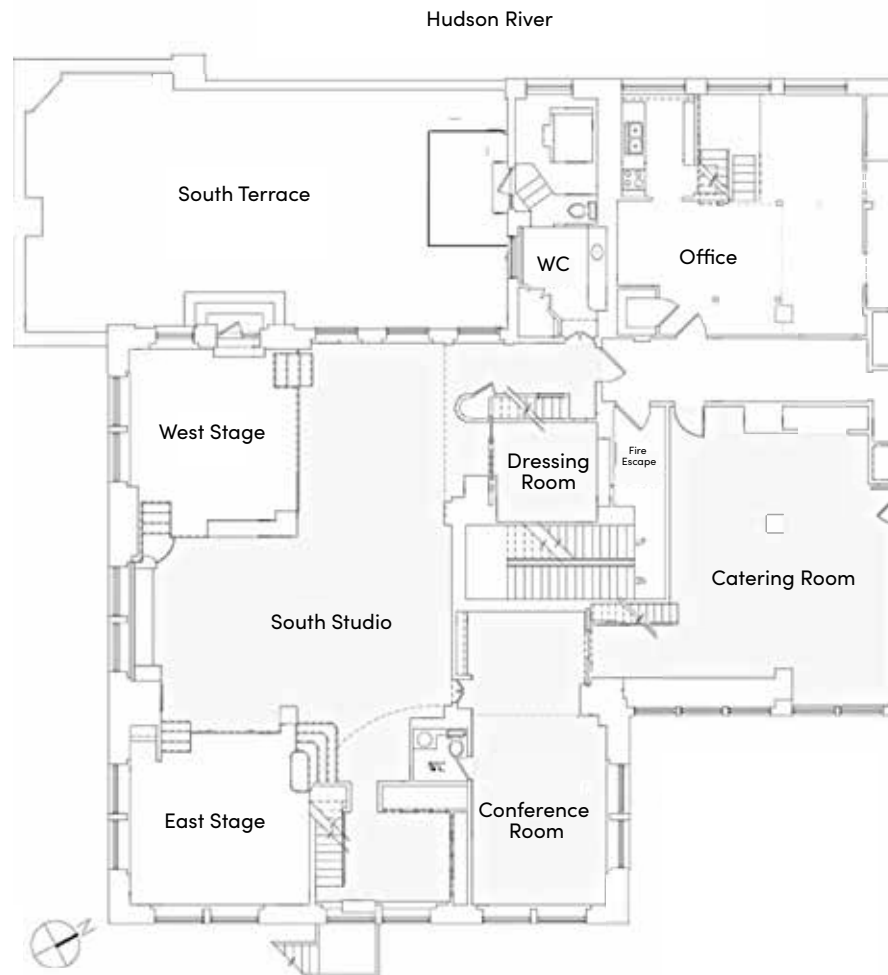 Hudson River
South Terrace
WC
Office
West Stage
Dressing
Room
Fire
Escape
Catering Room
South Studio
East Stage
Conference
Room
N